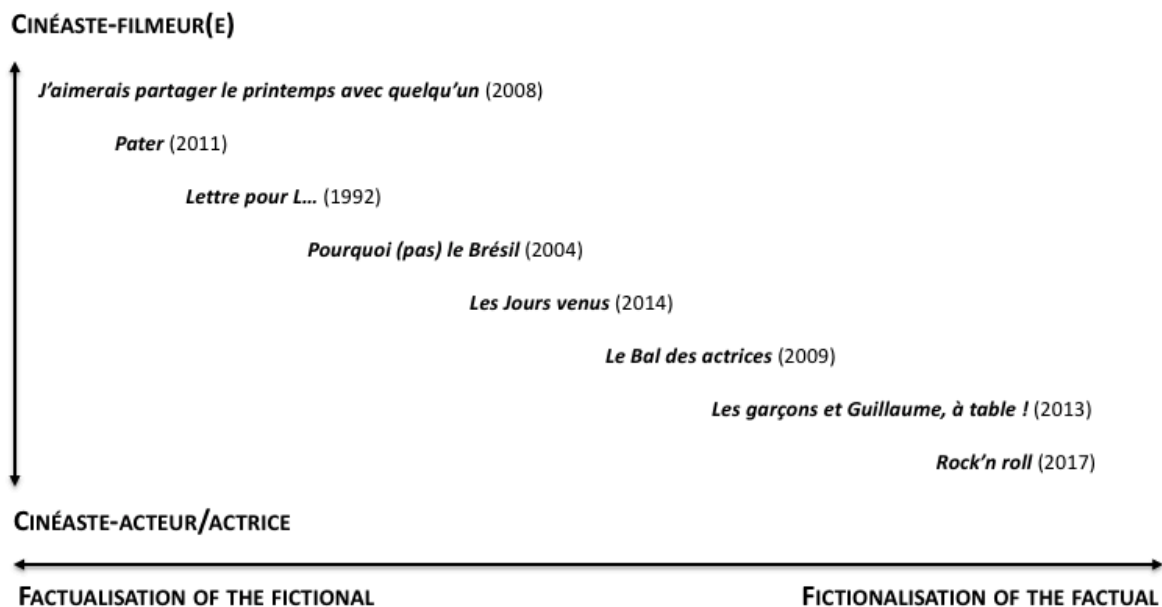 CINÉASTE-FILMEUR(E)
J’aimerais partager le printemps avec quelqu’un (2008)
Pater (2011)
Lettre pour L… (1992)
Pourquoi (pas) le Brésil (2004)
Les Jours venus (2014)
Le Bal des actrices (2009)
Les garçons et Guillaume, à table ! (2013)
Rock’n roll (2017)
CINÉASTE-ACTEUR/ACTRICE
FACTUALISATION OF THE FICTIONAL FICTIONALISATION OF THE FACTUAL